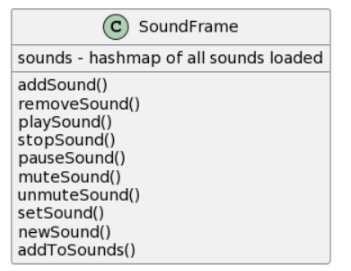 C SoundFrame
sounds - hashmap of all sounds loaded
addSound()
removeSound()
playSound()
stopSound()
pauseSound()
muteSound()
unmuteSound()
setSound()
newSound()
addToSounds()